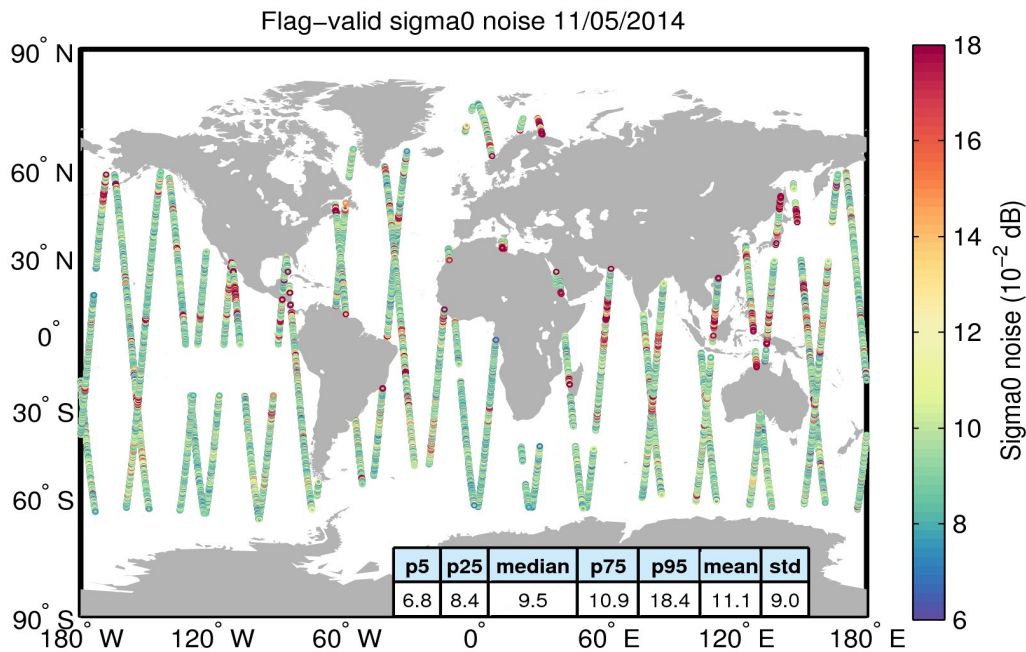 Flag−valid sigma0 noise 11/05/2014
90° N
60° N
30° N
0°
30° S
60° S
90° S
180° W
120° W
60° W
0°
60° E
120° E
180° E
p5 p25 median p75 p95 mean std
6.8 8.4 9.5 10.9 18.4 11.1 9.0
18
16
14
12
10
8
6
Sigma0 noise (10⁻² dB)